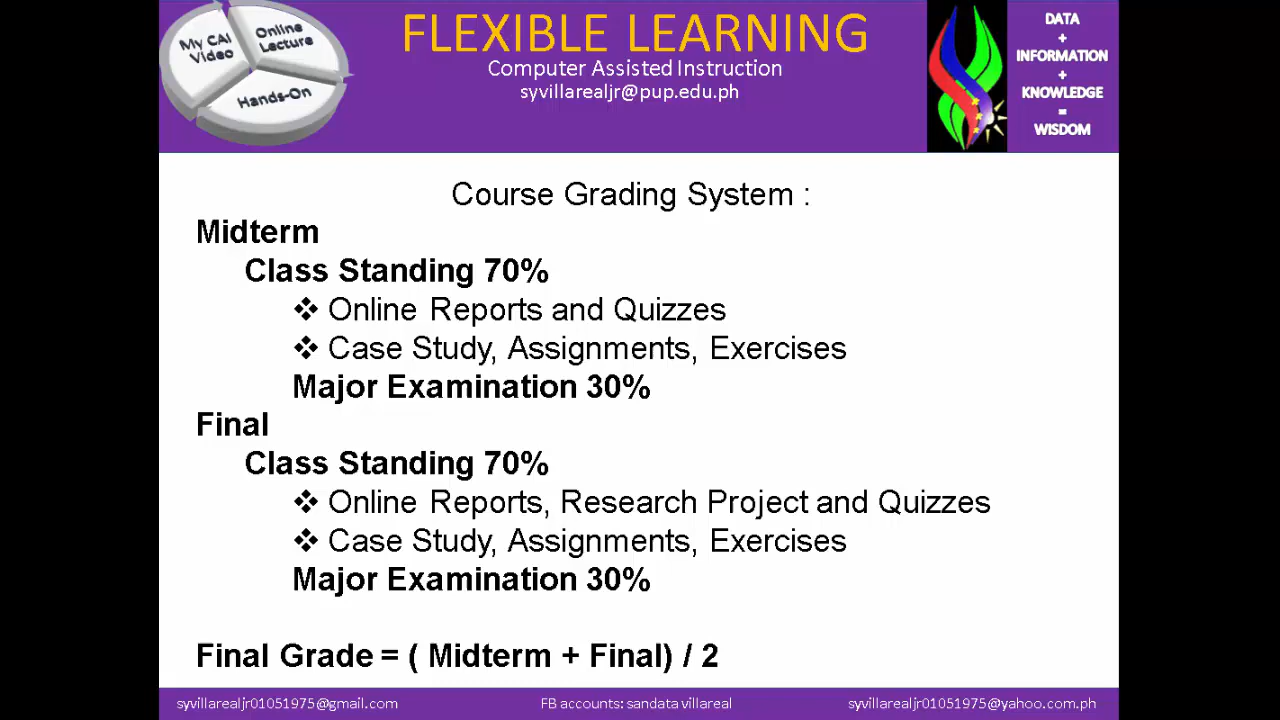 My CAI
Video
Online
Lecture
Hands-On
FLEXIBLE LEARNING
Computer Assisted Instruction
syvillarealjr@pup.edu.ph
DATA
+
INFORMATION
+
KNOWLEDGE
=
WISDOM
Course Grading System :
Midterm
Class Standing 70%
❖ Online Reports and Quizzes
❖ Case Study, Assignments, Exercises
Major Examination 30%
Final
Class Standing 70%
❖ Online Reports, Research Project and Quizzes
❖ Case Study, Assignments, Exercises
Major Examination 30%
Final Grade = ( Midterm + Final) / 2
syvillarealjr01051975@gmail.com
FB accounts: sandata villareal
syvillarealjr01051975@yahoo.com.ph